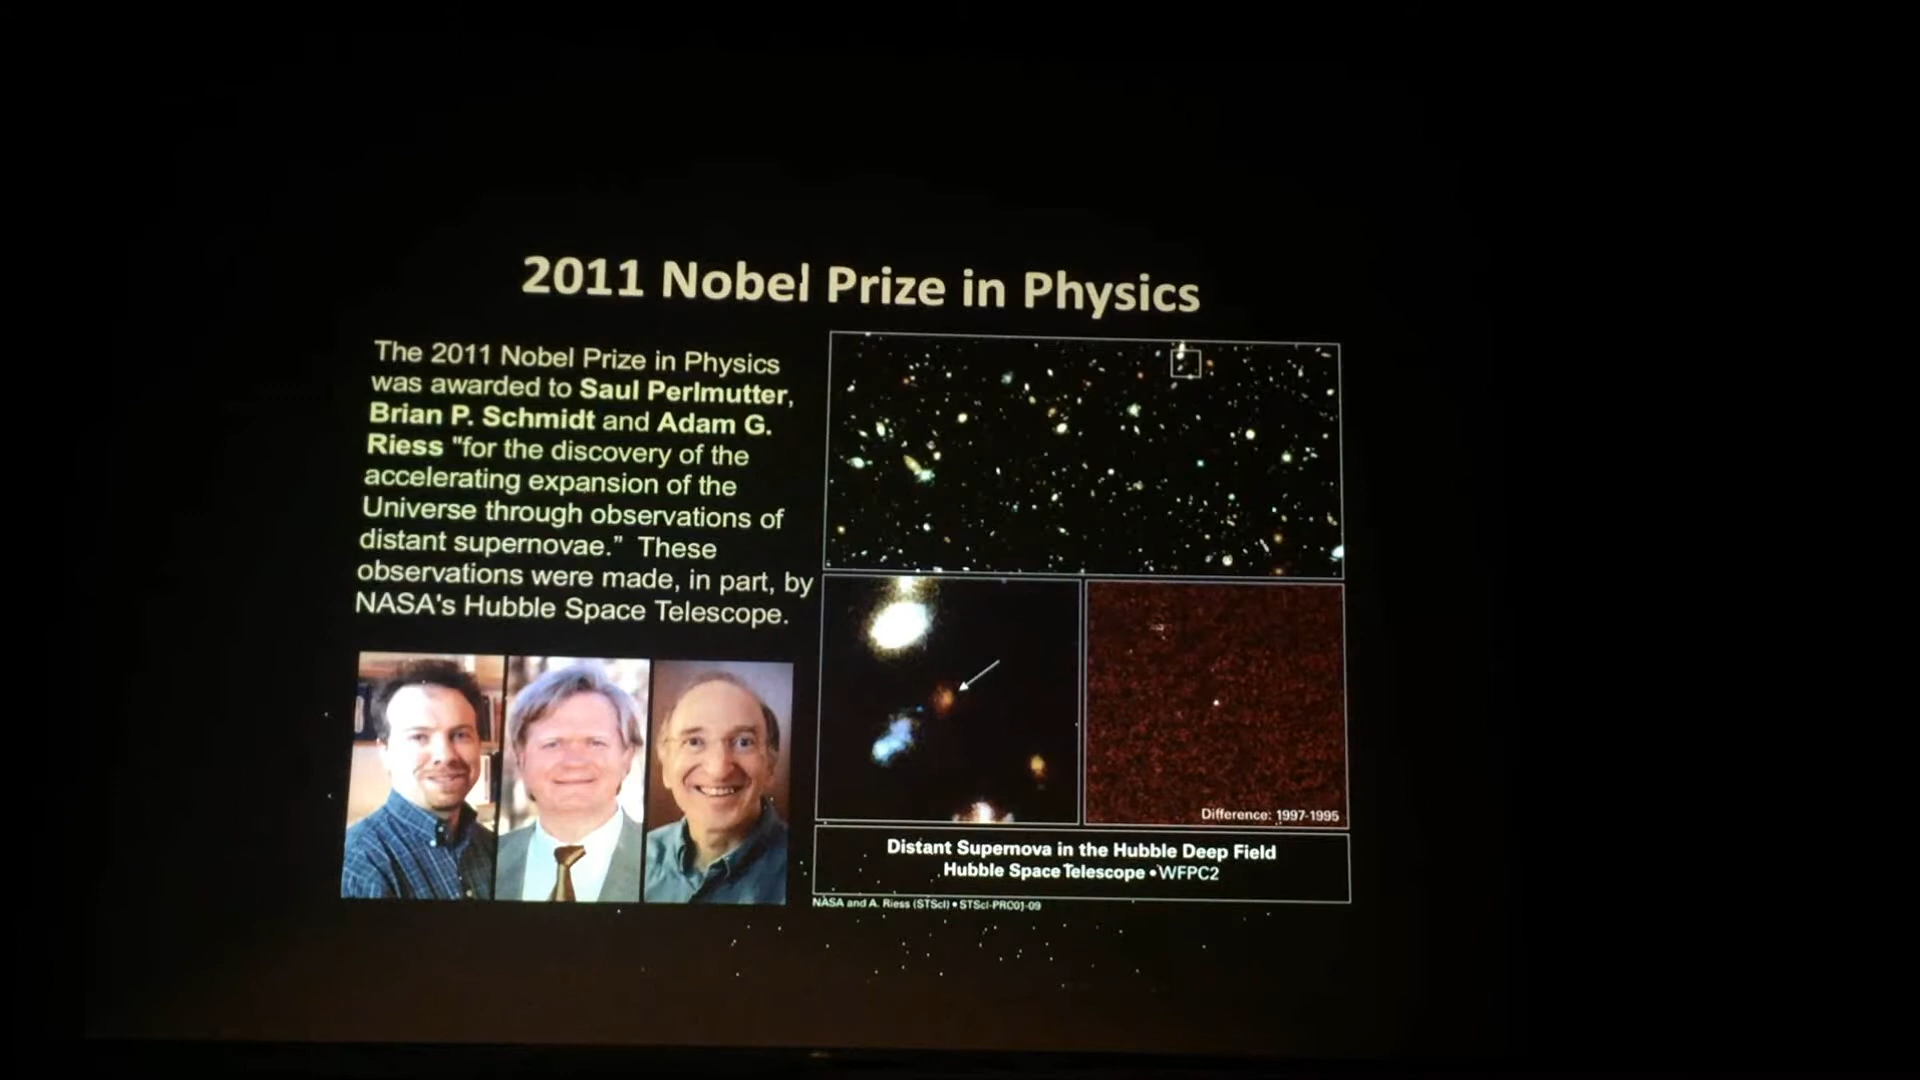 2011 Nobel Prize in Physics
The 2011 Nobel Prize in Physics
was awarded to Saul Perlmutter,
Brian P. Schmidt and Adam G.
Riess "for the discovery of the
accelerating expansion of the
Universe through observations of
distant supernovae.” These
observations were made, in part, by
NASA's Hubble Space Telescope.
Difference: 1997-1995
Distant Supernova in the Hubble Deep Field
Hubble Space Telescope • WFPC2
NASA and A. Riess (STScI) • STScI-PRC01-09